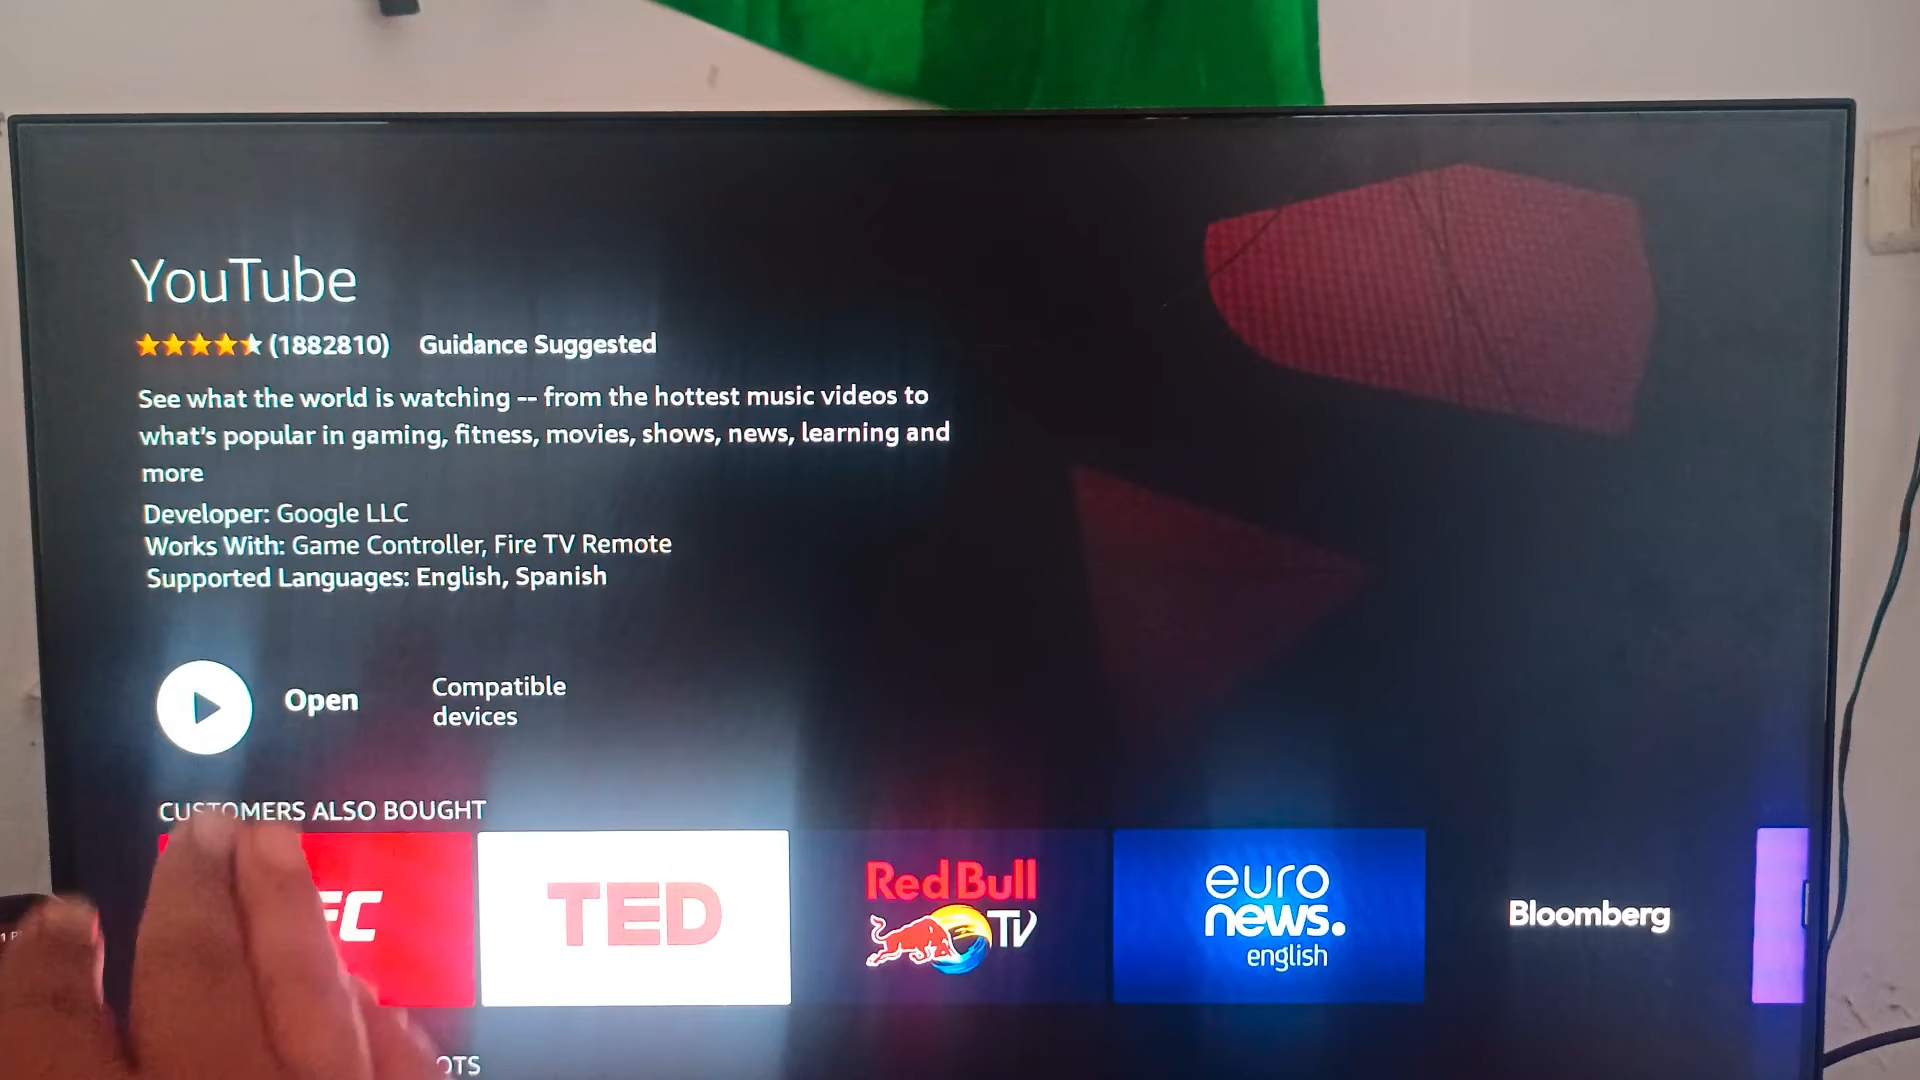 YouTube
(1882810) Guidance Suggested
See what the world is watching -- from the hottest music videos to
what's popular in gaming, fitness, movies, shows, news, learning and
more
Developer: Google LLC
Works With: Game Controller, Fire TV Remote
Supported Languages: English, Spanish
Open
Compatible
devices
CUSTOMERS ALSO BOUGHT
TED
Red Bull
TV
euro
news.
english
Bloomberg